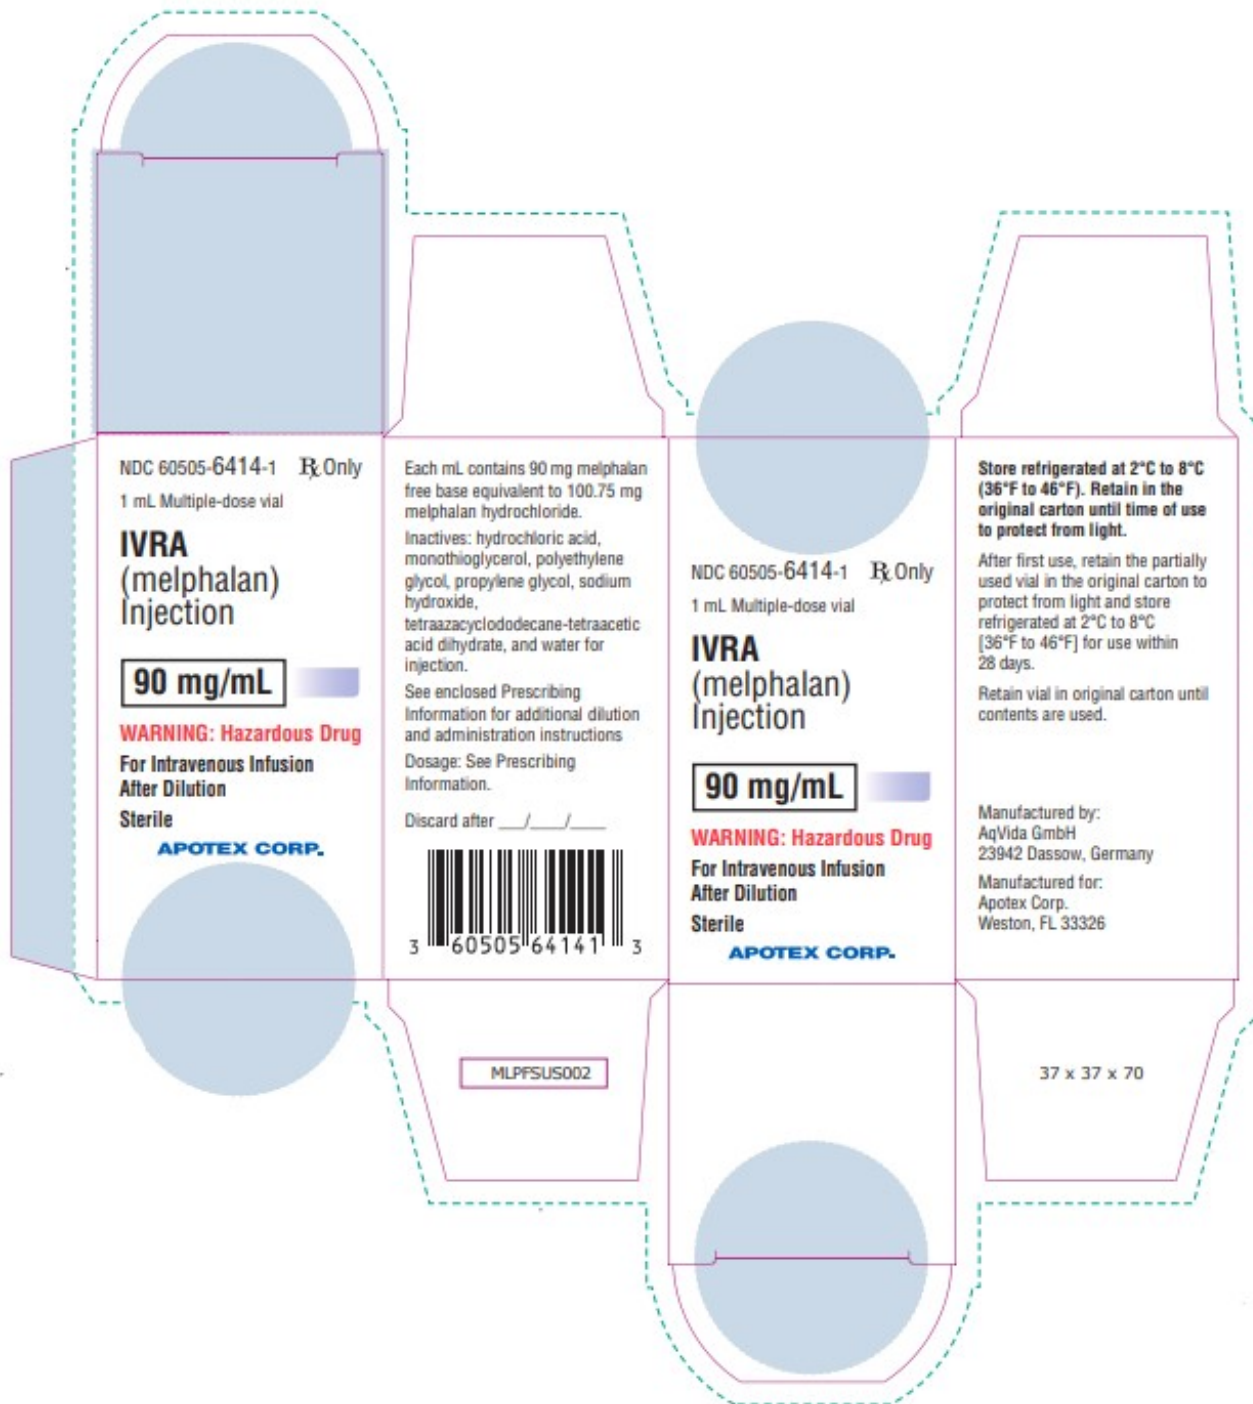 NDC 60505-6414-1 ℞ Only
1 mL Multiple-dose vial
IVRA
(melphalan)
Injection
90 mg/mL
WARNING: Hazardous Drug
For Intravenous Infusion
After Dilution
Sterile
APOTEX CORP.
Each mL contains 90 mg melphalan
free base equivalent to 100.75 mg
melphalan hydrochloride.
Inactives: hydrochloric acid,
monothioglycerol, polyethylene
glycol, propylene glycol, sodium
hydroxide,
tetraazacyclododecane-tetraacetic
acid dihydrate, and water for
injection.
See enclosed Prescribing
Information for additional dilution
and administration instructions
Dosage: See Prescribing
Information.
Discard after ___/____/____
3 60505 64141 3
MLPFSUS002
NDC 60505-6414-1 ℞ Only
1 mL Multiple-dose vial
IVRA
(melphalan)
Injection
90 mg/mL
WARNING: Hazardous Drug
For Intravenous Infusion
After Dilution
Sterile
APOTEX CORP.
Store refrigerated at 2°C to 8°C
(36°F to 46°F). Retain in the
original carton until time of use
to protect from light.
After first use, retain the partially
used vial in the original carton to
protect from light and store
refrigerated at 2°C to 8°C
[36°F to 46°F] for use within
28 days.
Retain vial in original carton until
contents are used.
Manufactured by:
AqVida GmbH
23942 Dassow, Germany
Manufactured for:
Apotex Corp.
Weston, FL 33326
37 x 37 x 70